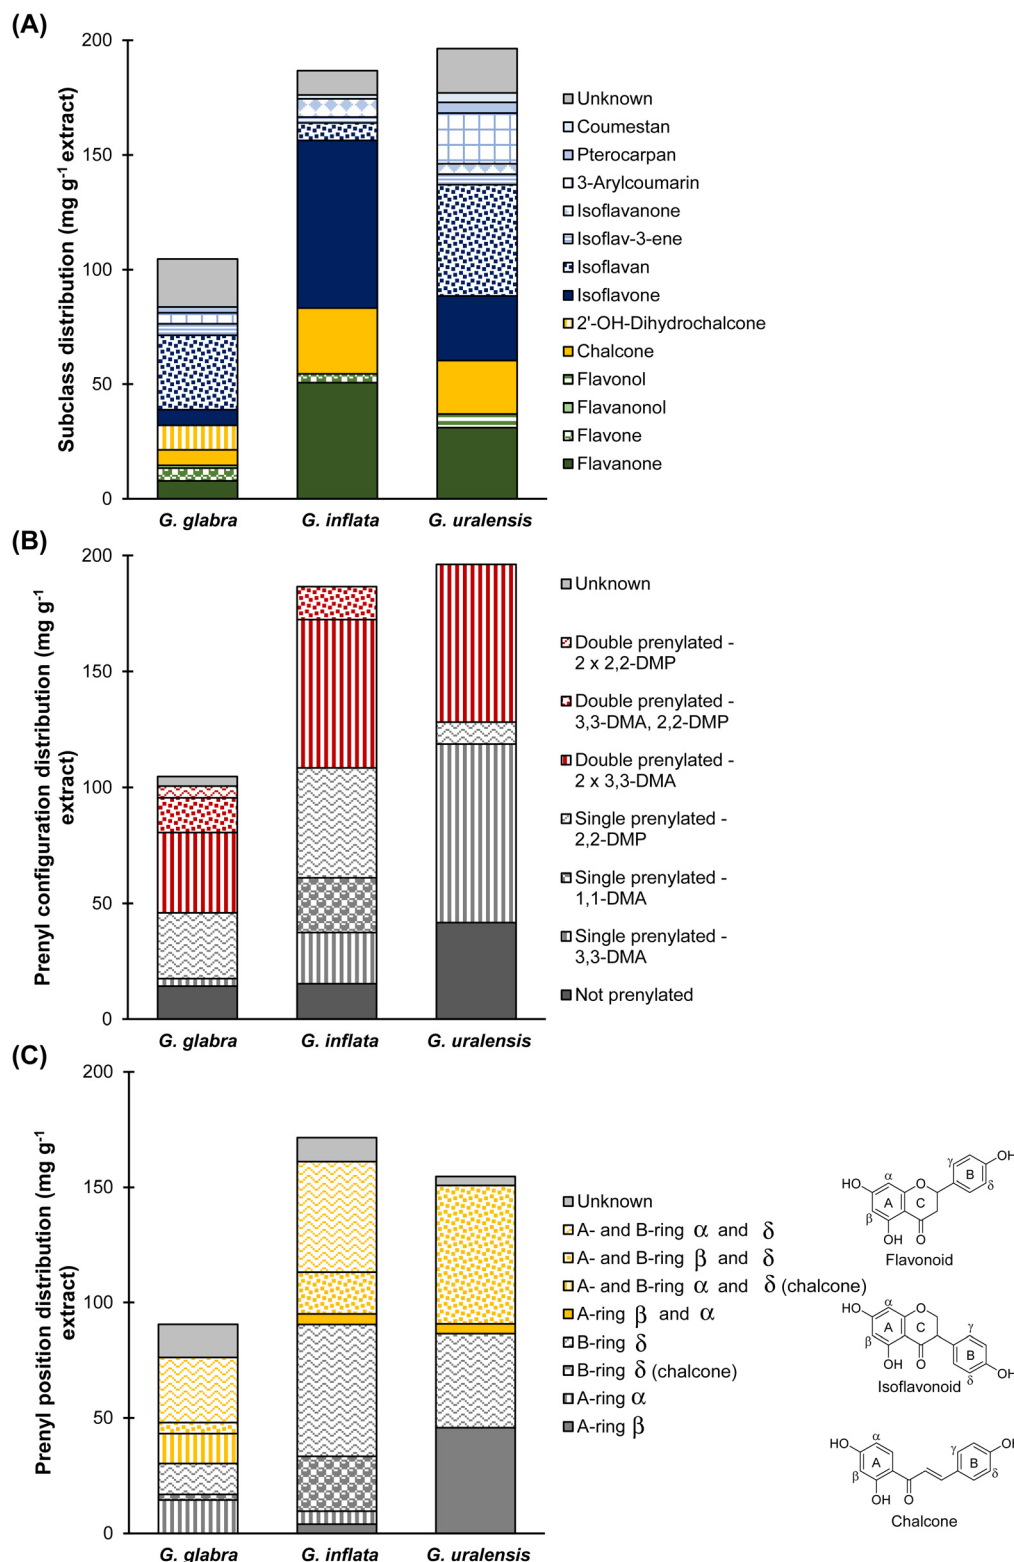 (A)
Subclass distribution (mg g⁻¹ extract)
200
150
100
50
0
G. glabra
G. inflata
G. uralensis
Unknown
Coumestan
Pterocarpan
3-Arylcoumarin
Isoflavanone
Isoflav-3-ene
Isoflavan
Isoflavone
2'-OH-Dihydrochalcone
Chalcone
Flavonol
Flavanonol
Flavone
Flavanone
(B)
Prenyl configuration distribution (mg g⁻¹
extract)
200
150
100
50
0
G. glabra
G. inflata
G. uralensis
Unknown
Double prenylated -
2 x 2,2-DMP
Double prenylated -
3,3-DMA, 2,2-DMP
Double prenylated -
2 x 3,3-DMA
Single prenylated -
2,2-DMP
Single prenylated -
1,1-DMA
Single prenylated -
3,3-DMA
Not prenylated
(C)
Prenyl position distribution (mg g⁻¹
extract)
200
150
100
50
0
G. glabra
G. inflata
G. uralensis
Unknown
A- and B-ring α and δ
A- and B-ring β and δ
A- and B-ring α and δ (chalcone)
A-ring β and α
B-ring δ
B-ring δ (chalcone)
A-ring α
A-ring β
HO
α
O
γ
B
OH
δ
A
C
β
OH
O
Flavonoid
HO
α
O
A
C
γ
β
B
OH
O
δ
OH
Isoflavonoid
HO
α
A
β
OH
O
γ
B
OH
δ
Chalcone